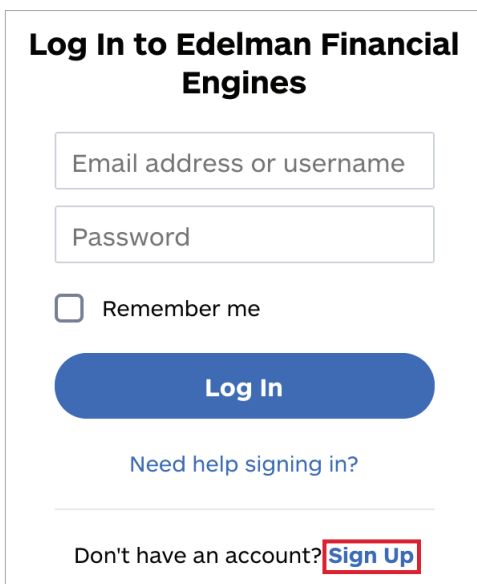 Log In to Edelman Financial
Engines
Email address or username
Password
Remember me
Log In
Need help signing in?
Don't have an account? Sign Up